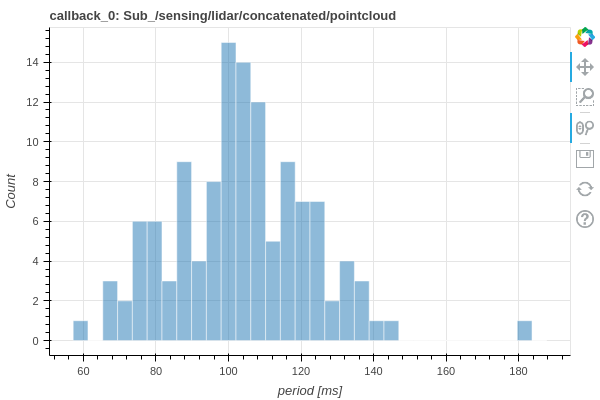 callback_0: Sub_/sensing/lidar/concatenated/pointcloud
Count
14
12
10
8
6
4
2
0
60 80 100 120 140 160 180
period [ms]